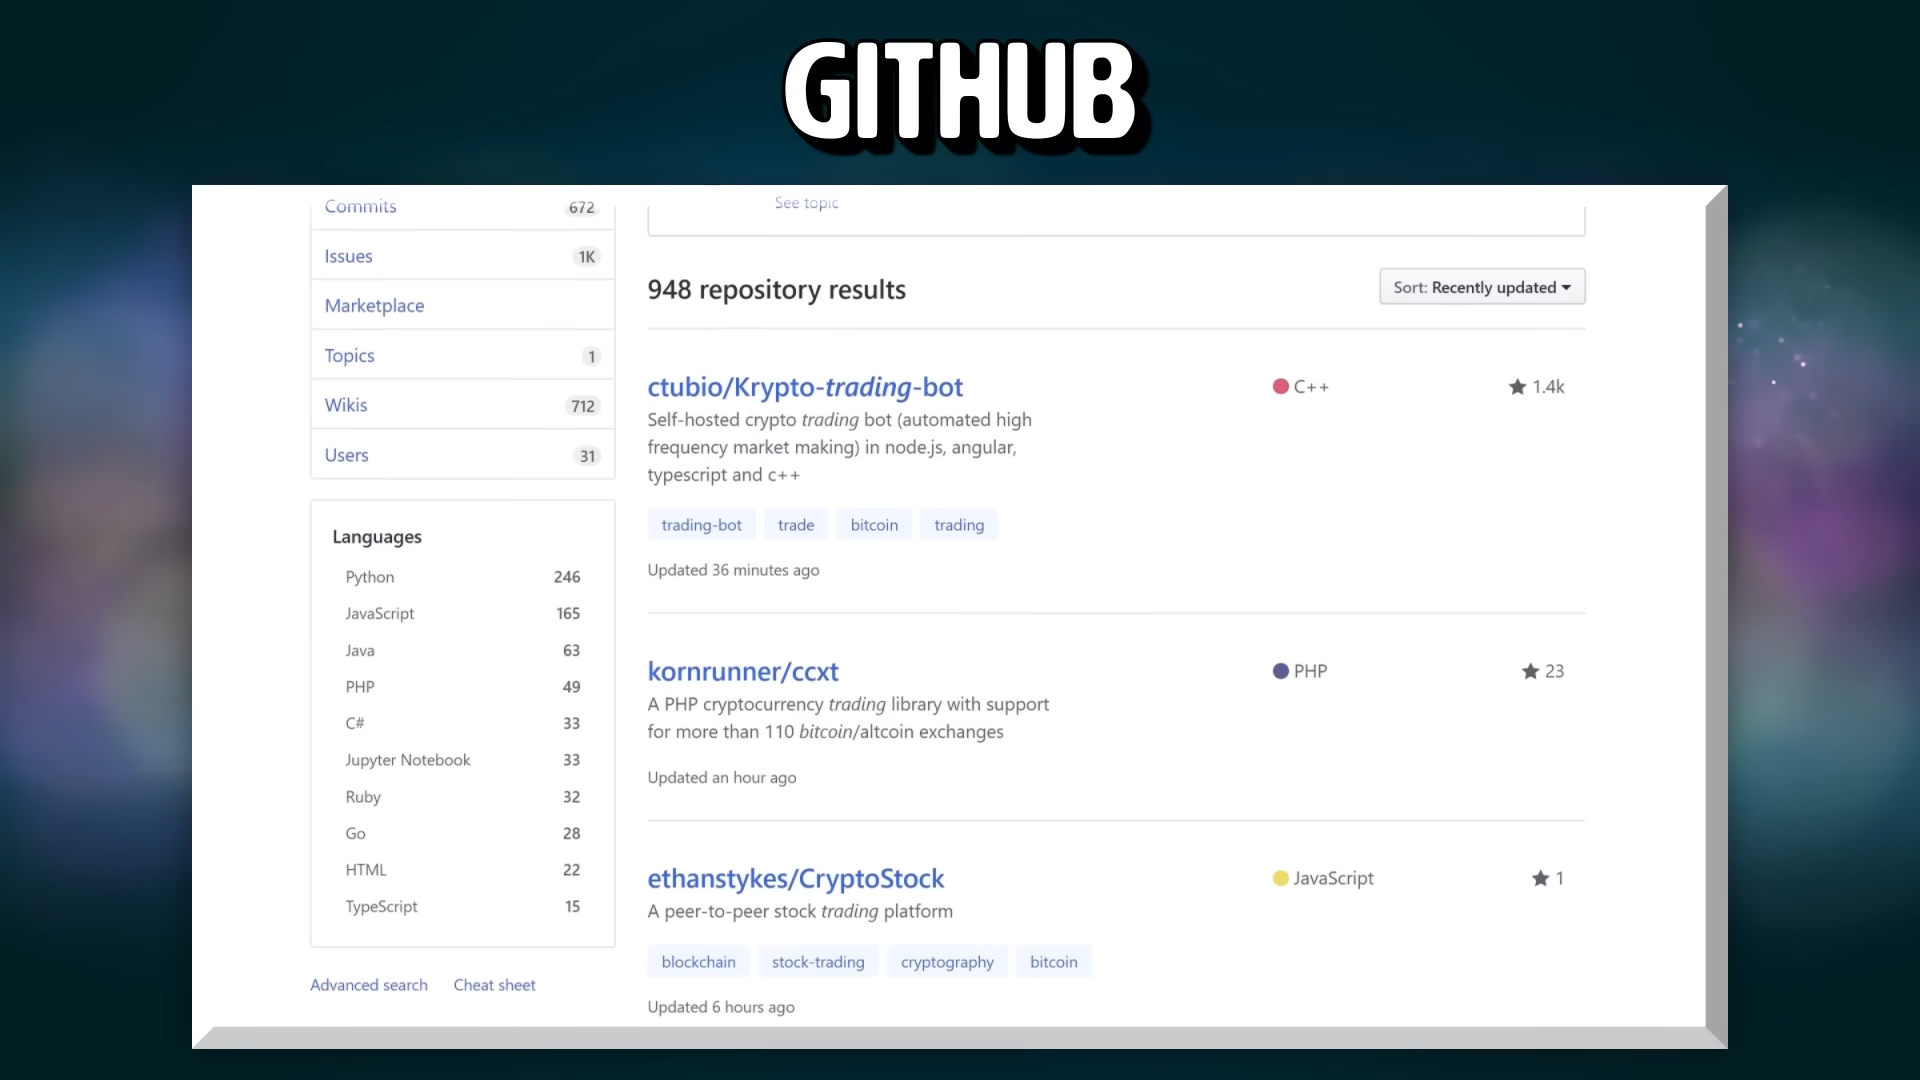 GITHUB
Commits 672
Issues 1K
Marketplace
Topics 1
Wikis 712
Users 31
Languages
Python 246
JavaScript 165
Java 63
PHP 49
C# 33
Jupyter Notebook 33
Ruby 32
Go 28
HTML 22
TypeScript 15
Advanced search Cheat sheet
See topic
948 repository results
Sort: Recently updated
ctubio/Krypto-trading-bot
C++
1.4k
Self-hosted crypto trading bot (automated high
frequency market making) in node.js, angular,
typescript and c++
trading-bot trade bitcoin trading
Updated 36 minutes ago
kornrunner/ccxt
PHP
23
A PHP cryptocurrency trading library with support
for more than 110 bitcoin/altcoin exchanges
Updated an hour ago
ethanstykes/CryptoStock
JavaScript
1
A peer-to-peer stock trading platform
blockchain stock-trading cryptography bitcoin
Updated 6 hours ago